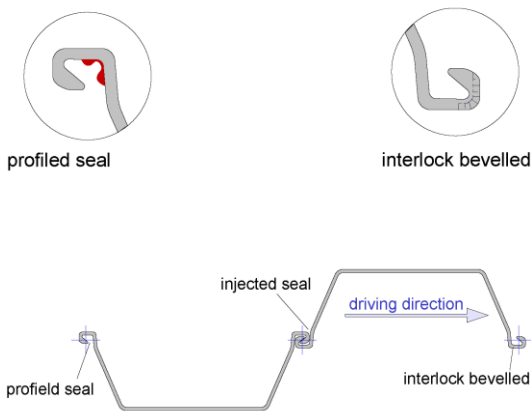 profiled seal
interlock bevelled
injected seal
driving direction
profield seal
interlock bevelled